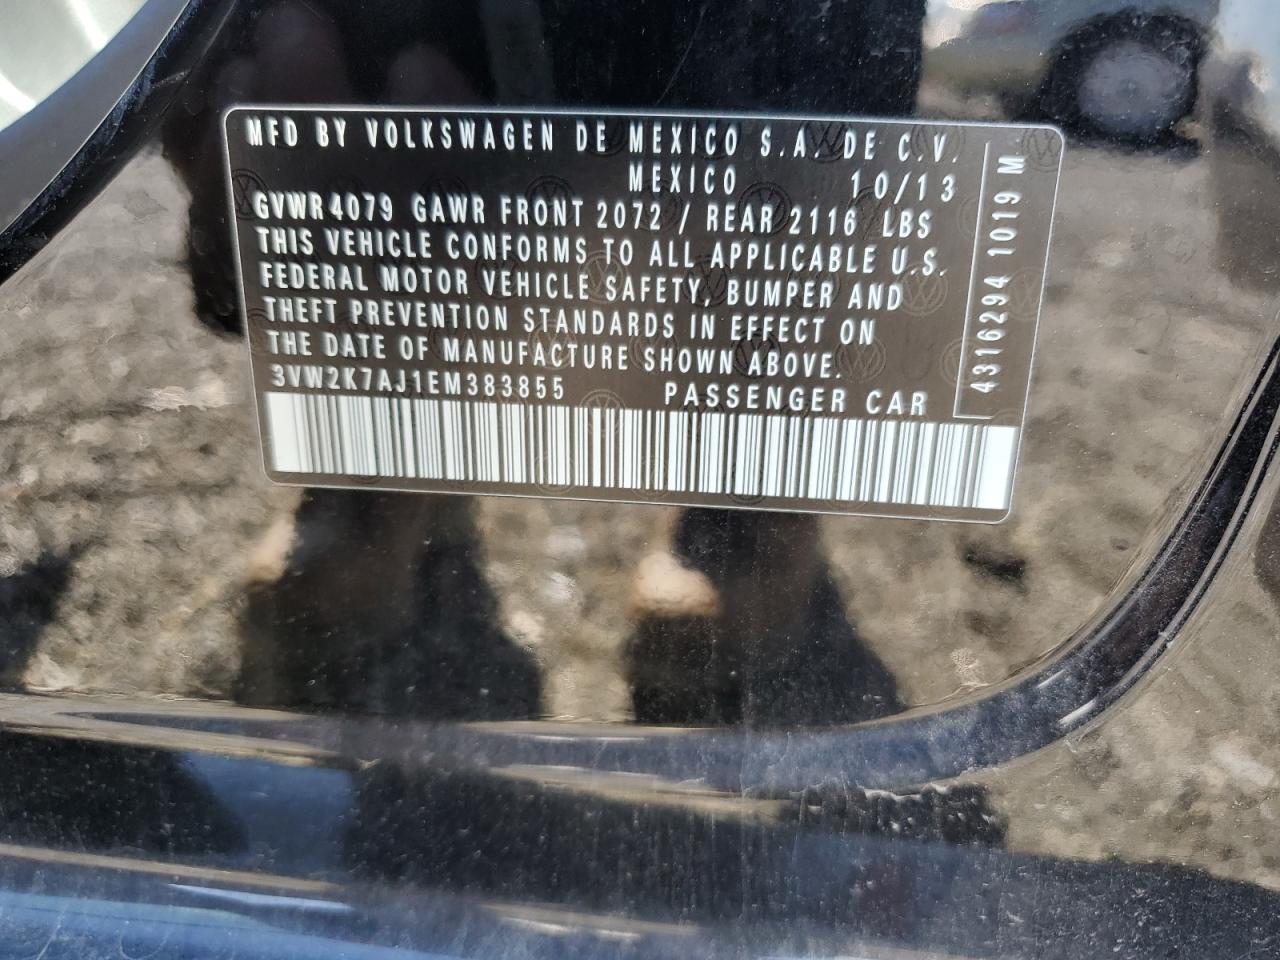 MFD BY VOLKSWAGEN DE MEXICO S.A. DE C.V.
MEXICO 10/13
GVWR 4079 GAWR FRONT 2072 / REAR 2116 LBS
THIS VEHICLE CONFORMS TO ALL APPLICABLE U.S.
FEDERAL MOTOR VEHICLE SAFETY, BUMPER AND
THEFT PREVENTION STANDARDS IN EFFECT ON
THE DATE OF MANUFACTURE SHOWN ABOVE.
3VW2K7AJ1EM383855 PASSENGER CAR
4316294 1019 M